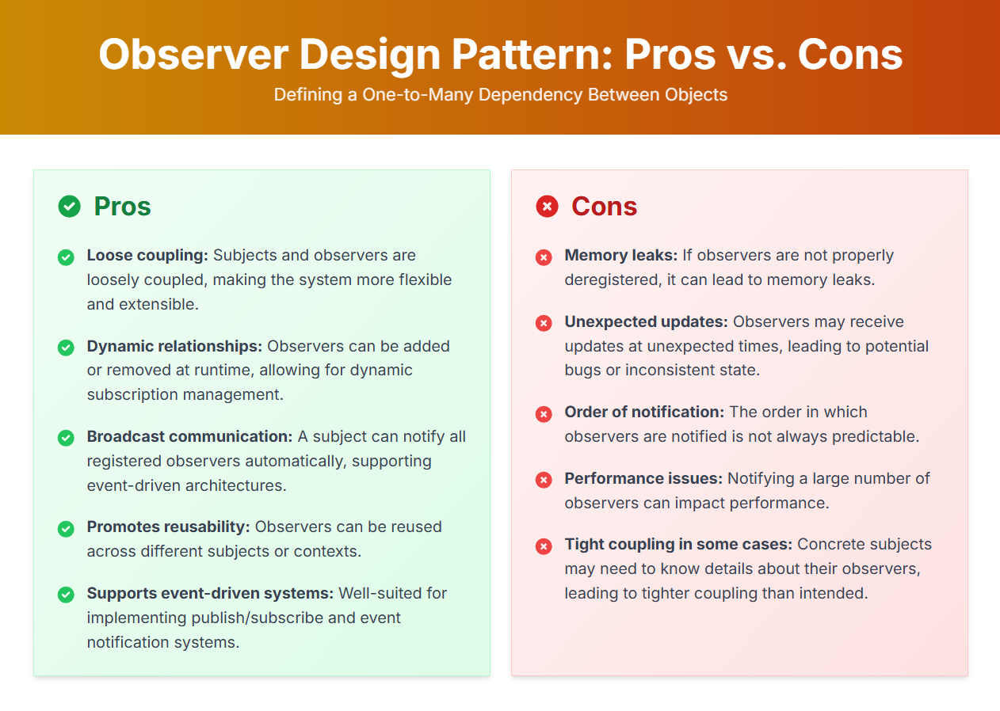 Observer Design Pattern: Pros vs. Cons
Defining a One-to-Many Dependency Between Objects
Pros
Loose coupling: Subjects and observers are
loosely coupled, making the system more flexible
and extensible.
Dynamic relationships: Observers can be added
or removed at runtime, allowing for dynamic
subscription management.
Broadcast communication: A subject can notify all
registered observers automatically, supporting
event-driven architectures.
Promotes reusability: Observers can be reused
across different subjects or contexts.
Supports event-driven systems: Well-suited for
implementing publish/subscribe and event
notification systems.
Cons
Memory leaks: If observers are not properly
deregistered, it can lead to memory leaks.
Unexpected updates: Observers may receive
updates at unexpected times, leading to potential
bugs or inconsistent state.
Order of notification: The order in which
observers are notified is not always predictable.
Performance issues: Notifying a large number of
observers can impact performance.
Tight coupling in some cases: Concrete subjects
may need to know details about their observers,
leading to tighter coupling than intended.